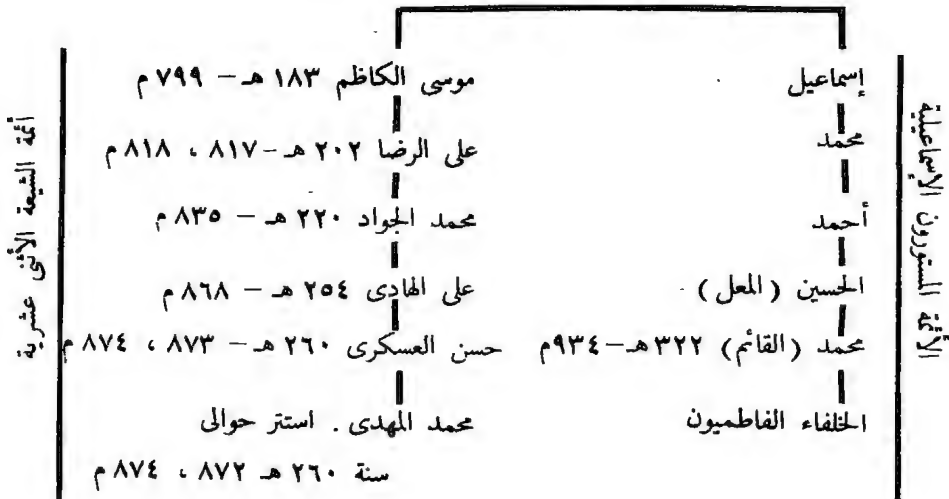 الأئمة المستورون الإسماعيلية
إسماعيل
محمد
أحمد
الحسين (المعل)
محمد (القائم) ٣٢٢ هـ – ٩٣٤ م
الخلفاء الفاطميون
موسى الكاظم ١٨٣ هـ – ٧٩٩ م
على الرضا ٢٠٢ هـ – ٨١٧ ، ٨١٨ م
محمد الجواد ٢٢٠ هـ – ٨٣٥ م
على الهادى ٢٥٤ هـ – ٨٦٨ م
حسن العسكرى ٢٦٠ هـ – ٨٧٣ ، ٨٧٤ م
محمد المهدى . استتر حوالى
سنة ٢٦٠ هـ ٨٧٢ ، ٨٧٤ م
أئمة الشيعة الأثنى عشرية